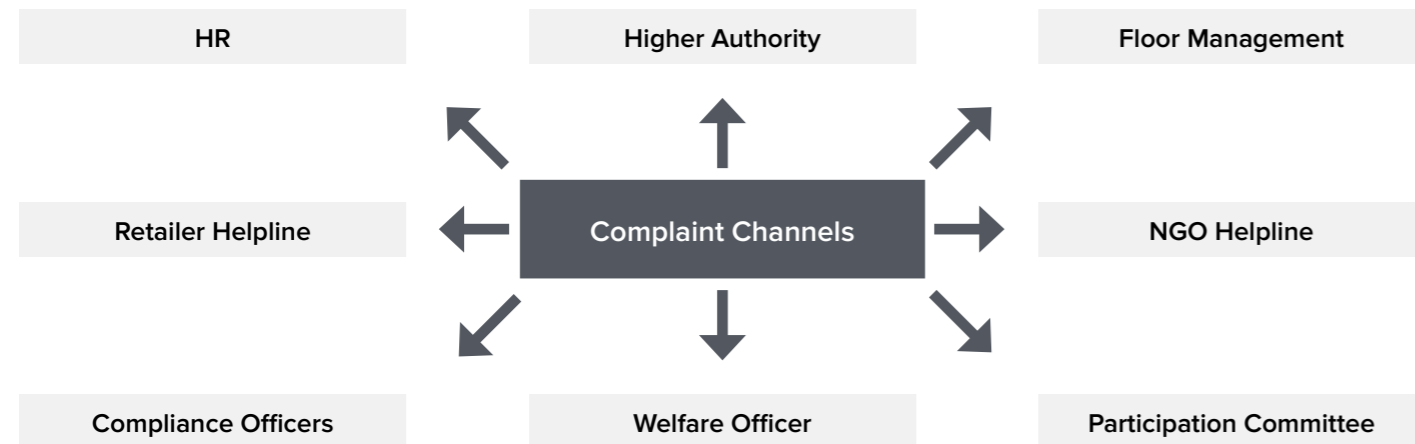 HR
Higher Authority
Floor Management
Retailer Helpline
Complaint Channels
NGO Helpline
Compliance Officers
Welfare Officer
Participation Committee